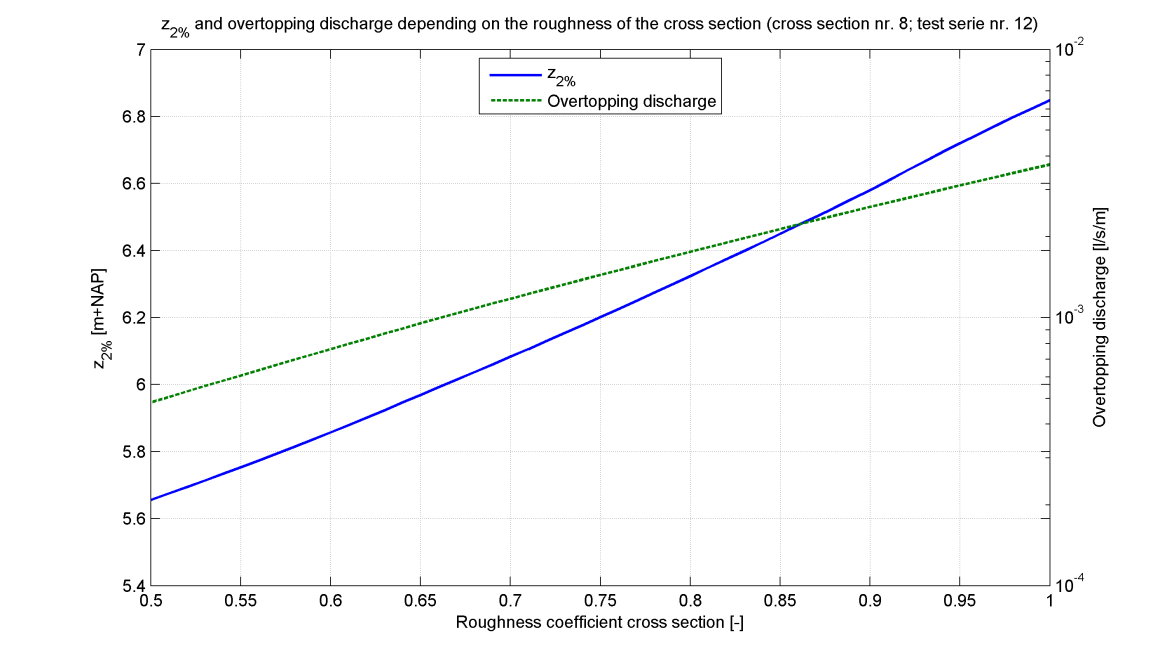 z2% and overtopping discharge depending on the roughness of the cross section (cross section nr. 8; test serie nr. 12)
z2%
Overtopping discharge
7
6.8
6.6
6.4
6.2
6
5.8
5.6
5.4
z2% [m+NAP]
10-2
10-3
10-4
Overtopping discharge [l/s/m]
0.5 0.55 0.6 0.65 0.7 0.75 0.8 0.85 0.9 0.95 1
Roughness coefficient cross section [-]